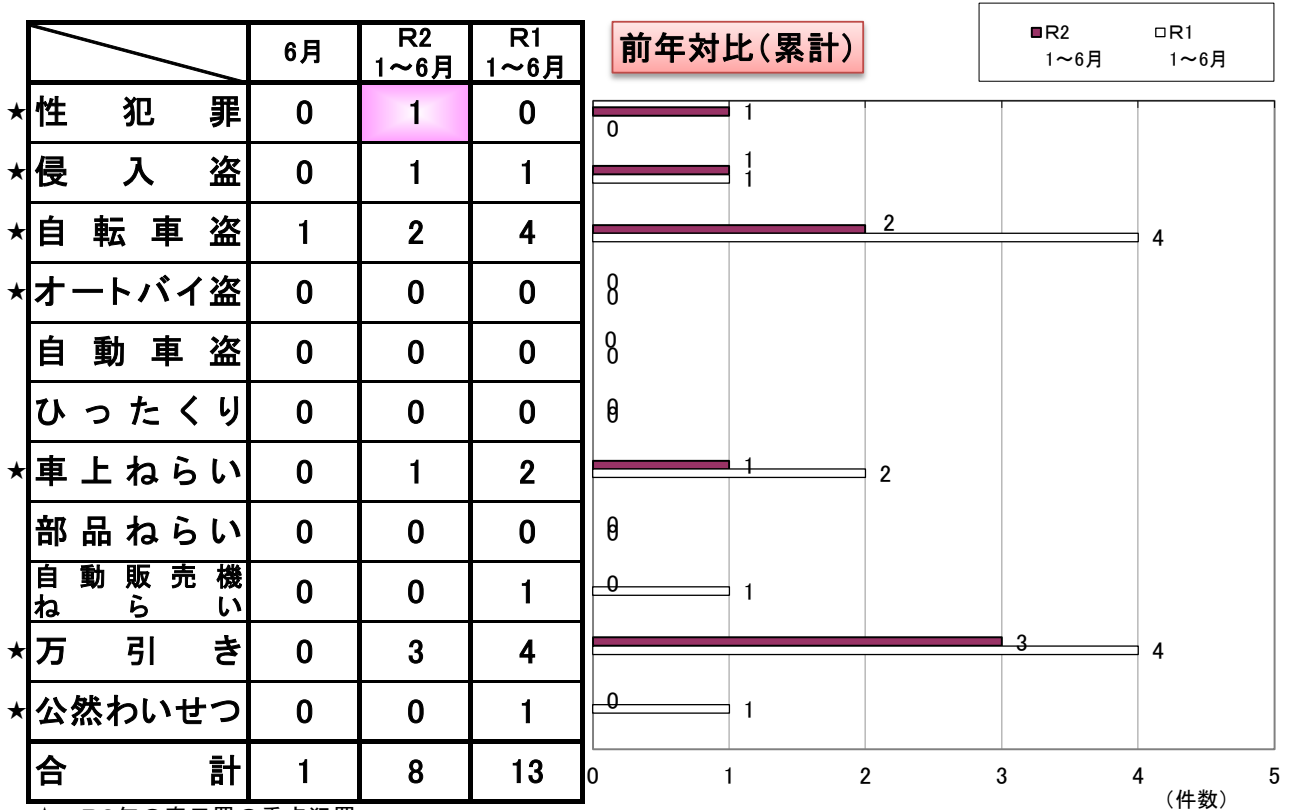 6月 R2 1～6月 R1 1～6月
★性犯罪 0 1 0
★侵入盗 0 1 1
★自転車盗 1 2 4
★オートバイ盗 0 0 0
自動車盗 0 0 0
ひったくり 0 0 0
★車上ねらい 0 1 2
部品ねらい 0 0 0
自動販売機
ねらい 0 0 1
★万引き 0 3 4
★公然わいせつ 0 0 1
合計 1 8 13
前年対比（累計）
■R2 □R1
1～6月 1～6月
1
0
1
1
2
4
0
0
0
0
0
0
1
2
0
0
0
1
3
4
0
1
0 1 2 3 4 5
（件数）